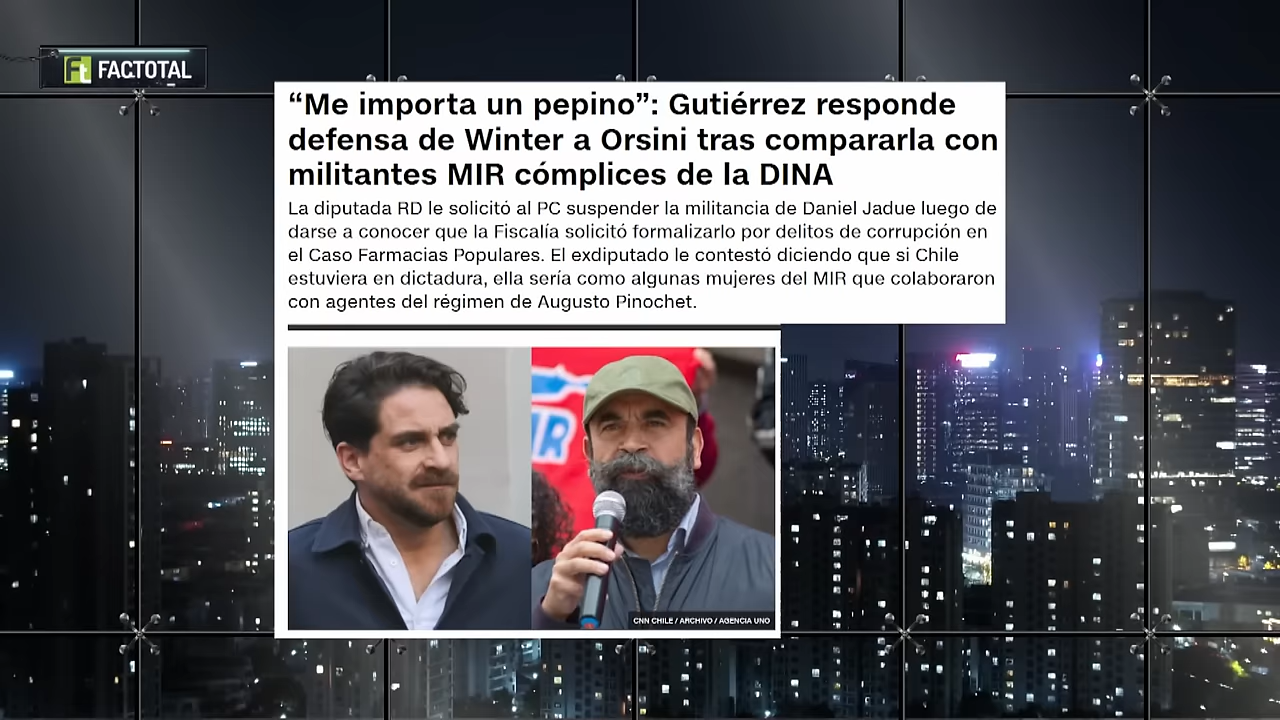 Ft FACTOTAL
“Me importa un pepino”: Gutiérrez responde
defensa de Winter a Orsini tras compararla con
militantes MIR cómplices de la DINA
La diputada RD le solicitó al PC suspender la militancia de Daniel Jadue luego de
darse a conocer que la Fiscalía solicitó formalizarlo por delitos de corrupción en
el Caso Farmacias Populares. El exdiputado le contestó diciendo que si Chile
estuviera en dictadura, ella sería como algunas mujeres del MIR que colaboraron
con agentes del régimen de Augusto Pinochet.
IR
CNN CHILE / ARCHIVO / AGENCIA UNO